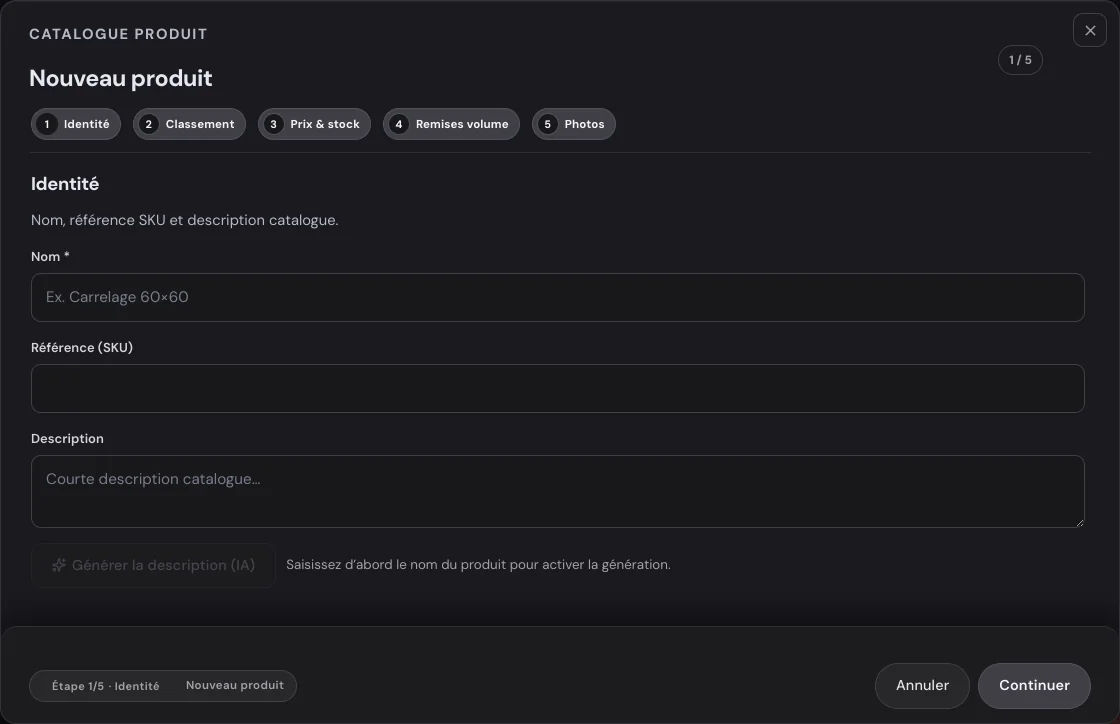 CATALOGUE PRODUIT
1 / 5
Nouveau produit
1 Identité 2 Classement 3 Prix & stock 4 Remises volume 5 Photos
Identité
Nom, référence SKU et description catalogue.
Nom *
Ex. Carrelage 60×60
Référence (SKU)
Description
Courte description catalogue…
Générer la description (IA) Saisissez d’abord le nom du produit pour activer la génération.
Étape 1/5 · Identité Nouveau produit Annuler Continuer